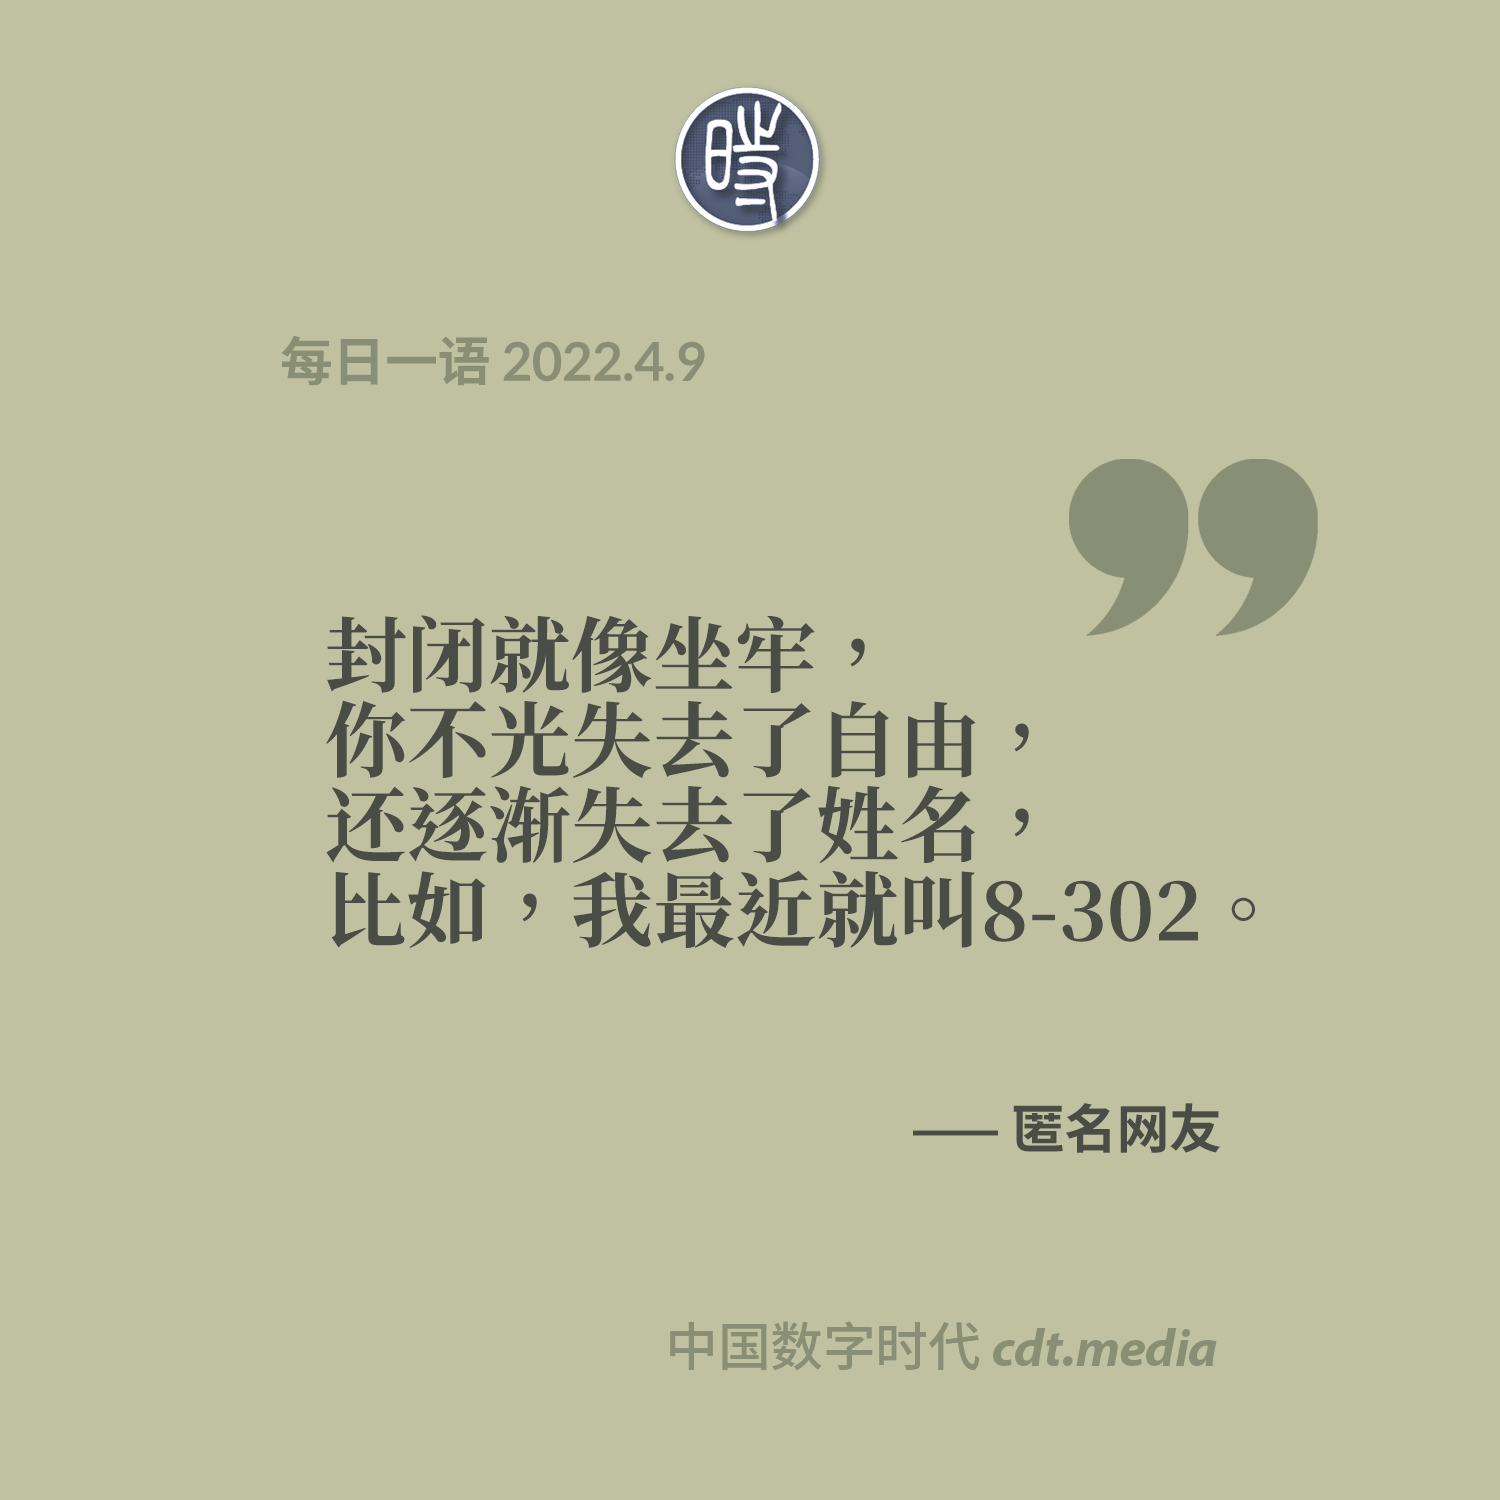 時
每日一语 2022.4.9
”
封闭就像坐牢，
你不光失去了自由，
还逐渐失去了姓名，
比如，我最近就叫8-302。
—— 匿名网友
中国数字时代 cdt.media